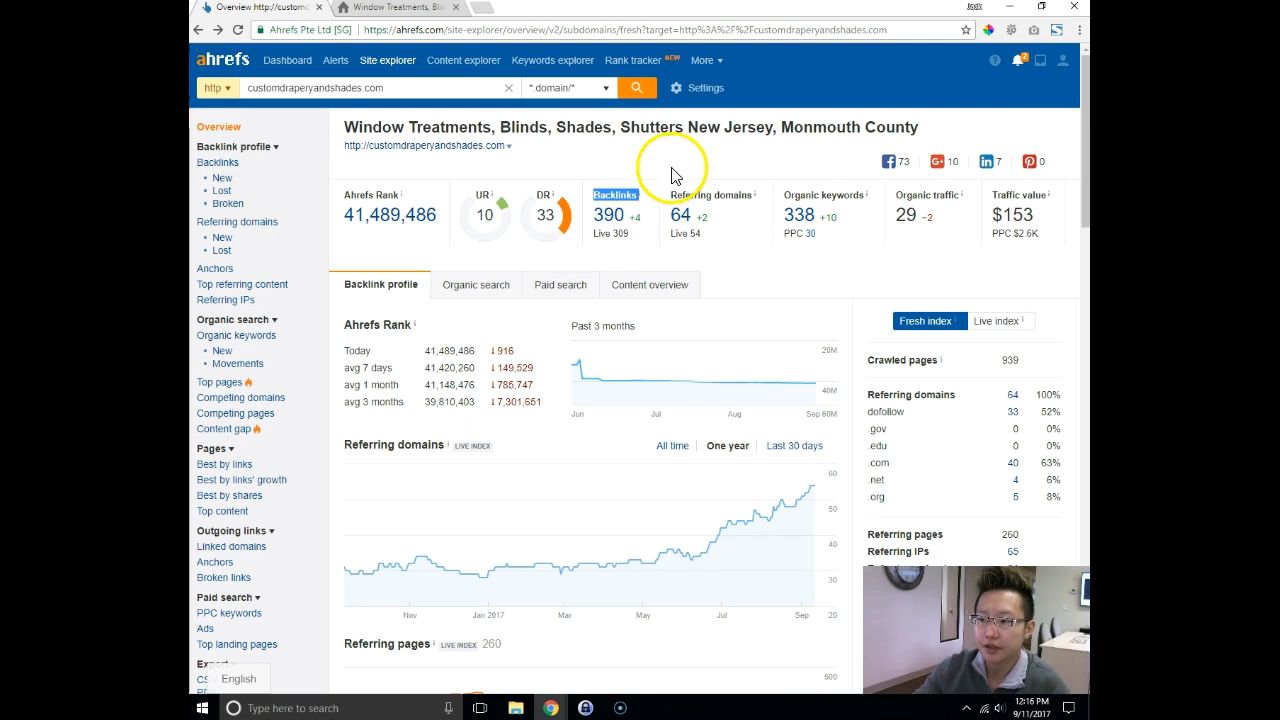 Overview http://custom
Window Treatments, Blin
Ahrefs Pte Ltd [SG] https://ahrefs.com/site-explorer/overview/v2/subdomains/fresh?target=http%3A%2F%2Fcustomdraperyandshades.com
ahrefs Dashboard Alerts Site explorer Content explorer Keywords explorer Rank tracker NEW More
http customdraperyandshades.com *.domain/* Settings
Overview
Backlink profile
Backlinks
New
Lost
Broken
Referring domains
New
Lost
Anchors
Top referring content
Referring IPs
Organic search
Organic keywords
New
Movements
Top pages
Competing domains
Competing pages
Content gap
Pages
Best by links
Best by links' growth
Best by shares
Top content
Outgoing links
Linked domains
Anchors
Broken links
Paid search
PPC keywords
Ads
Top landing pages
English
Window Treatments, Blinds, Shades, Shutters New Jersey, Monmouth County
http://customdraperyandshades.com
73 10 7 0
Ahrefs Rank UR DR Backlinks Referring domains Organic keywords Organic traffic Traffic value
41,489,486 10 33 390 +4 64 +2 338 +10 29 −2 $153
Live 309 Live 54 PPC 30 PPC $2.6K
Backlink profile Organic search Paid search Content overview
Ahrefs Rank
Today 41,489,486 ↓916
avg 7 days 41,420,260 ↓149,529
avg 1 month 41,148,476 ↓785,747
avg 3 months 39,810,403 ↓7,301,651
Past 3 months
20M
40M
Jun Jul Aug Sep 60M
Referring domains LIVE INDEX All time One year Last 30 days
60
50
40
30
Nov Jan 2017 Mar May Jul Sep 20
Referring pages LIVE INDEX 260
500
Fresh index Live index
Crawled pages 939
Referring domains 64 100%
dofollow 33 52%
.gov 0 0%
.edu 0 0%
.com 40 63%
.net 4 6%
.org 5 8%
Referring pages 260
Referring IPs 65
Type here to search
12:16 PM
9/11/2017